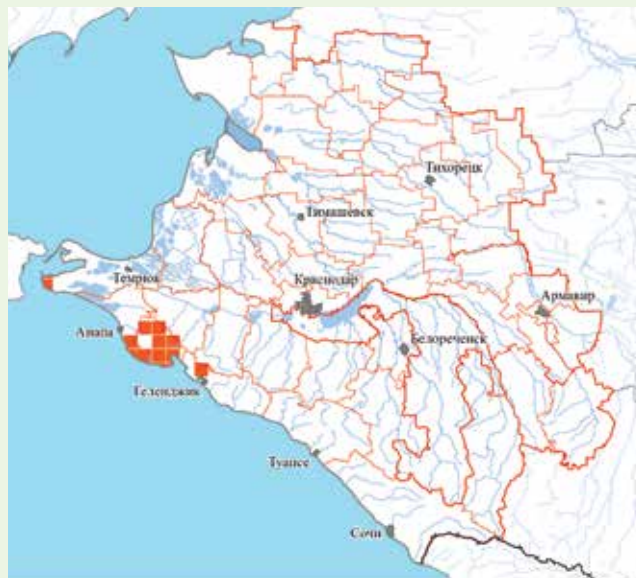 Тихорецк
Тимашевск
Темрюк
Краснодар
Армавир
Анапа
Белореченск
Геленджик
Туапсе
Сочи